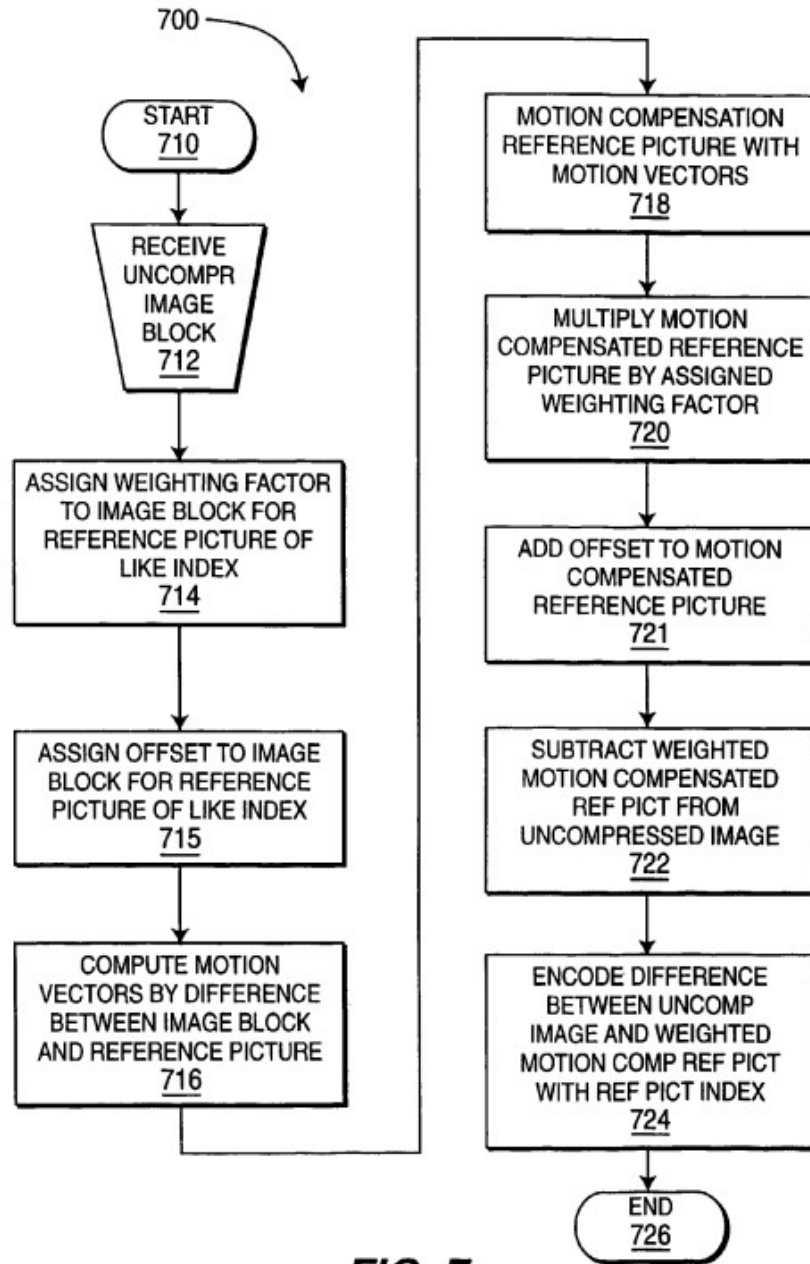 700
START
710
RECEIVE
UNCOMPR
IMAGE
BLOCK
712
ASSIGN WEIGHTING FACTOR
TO IMAGE BLOCK FOR
REFERENCE PICTURE OF
LIKE INDEX
714
ASSIGN OFFSET TO IMAGE
BLOCK FOR REFERENCE
PICTURE OF LIKE INDEX
715
COMPUTE MOTION
VECTORS BY DIFFERENCE
BETWEEN IMAGE BLOCK
AND REFERENCE PICTURE
716
MOTION COMPENSATION
REFERENCE PICTURE WITH
MOTION VECTORS
718
MULTIPLY MOTION
COMPENSATED REFERENCE
PICTURE BY ASSIGNED
WEIGHTING FACTOR
720
ADD OFFSET TO MOTION
COMPENSATED
REFERENCE PICTURE
721
SUBTRACT WEIGHTED
MOTION COMPENSATED
REF PICT FROM
UNCOMPRESSED IMAGE
722
ENCODE DIFFERENCE
BETWEEN UNCOMP
IMAGE AND WEIGHTED
MOTION COMP REF PICT
WITH REF PICT INDEX
724
END
726